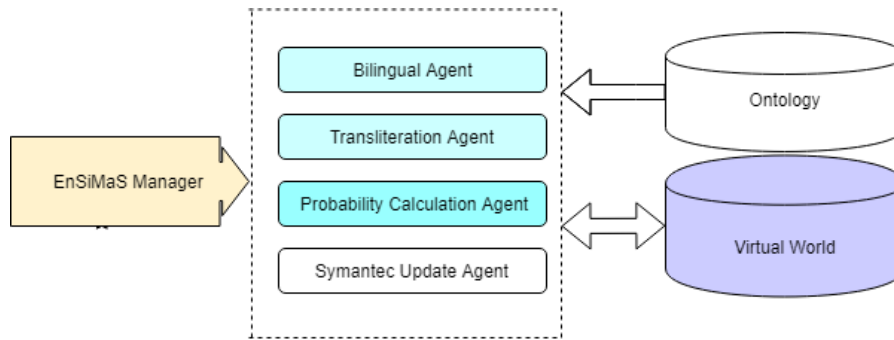 Bilingual Agent
Transliteration Agent
Probability Calculation Agent
Symantec Update Agent
EnSiMaS Manager
Ontology
Virtual World